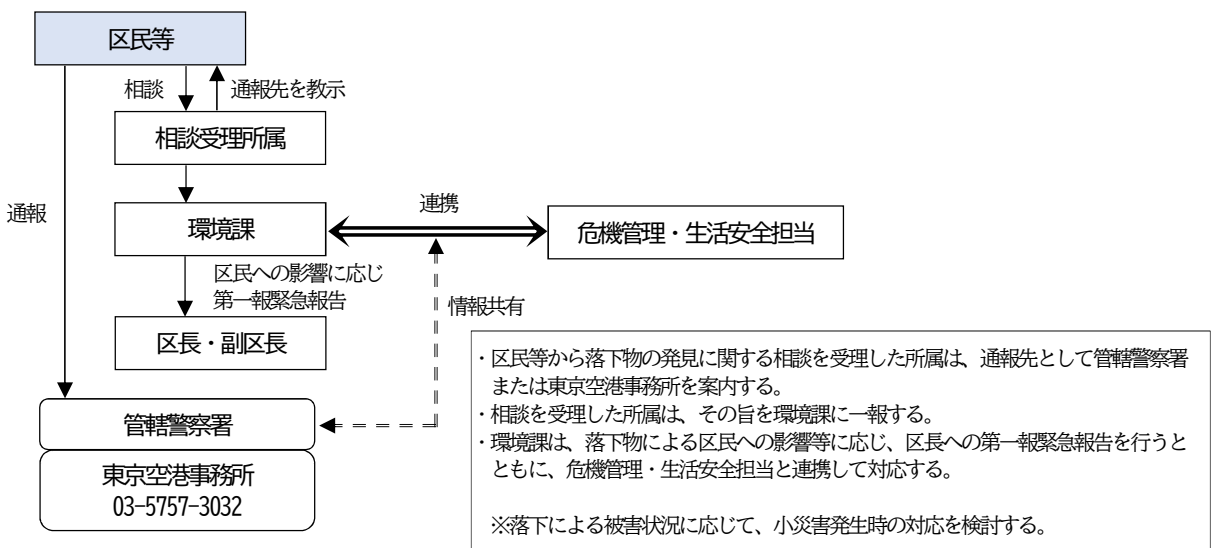 区民等
相談
通報先を教示
相談受理所属
通報
環境課
連携
危機管理・生活安全担当
区民への影響に応じ
第一報緊急報告
情報共有
区長・副区長
管轄警察署
東京空港事務所
03-5757-3032
・区民等から落下物の発見に関する相談を受理した所属は、通報先として管轄警察署
または東京空港事務所を案内する。
・相談を受理した所属は、その旨を環境課に一報する。
・環境課は、落下物による区民への影響等に応じ、区長への第一報緊急報告を行うと
ともに、危機管理・生活安全担当と連携して対応する。
※落下による被害状況に応じて、小災害発生時の対応を検討する。